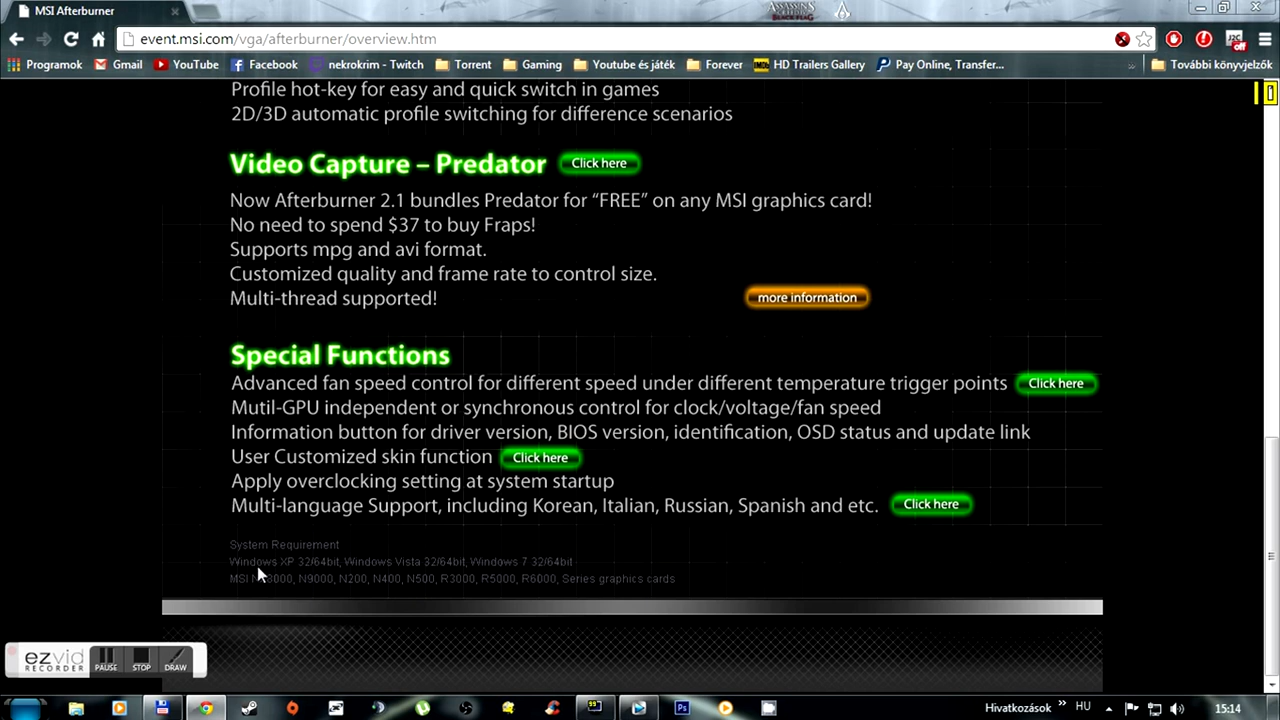 MSI Afterburner
ASSASSIN'S
CREED IV
BLACK FLAG
event.msi.com/vga/afterburner/overview.htm
off
Programok Gmail YouTube Facebook nekrokrim - Twitch Torrent Gaming Youtube és játék Forever IMDb HD Trailers Gallery Pay Online, Transfer... » További könyvjelzők
Profile hot-key for easy and quick switch in games
2D/3D automatic profile switching for difference scenarios
Video Capture – Predator Click here
Now Afterburner 2.1 bundles Predator for “FREE” on any MSI graphics card!
No need to spend $37 to buy Fraps!
Supports mpg and avi format.
Customized quality and frame rate to control size.
Multi-thread supported! more information
Special Functions
Advanced fan speed control for different speed under different temperature trigger points Click here
Mutil-GPU independent or synchronous control for clock/voltage/fan speed
Information button for driver version, BIOS version, identification, OSD status and update link
User Customized skin function Click here
Apply overclocking setting at system startup
Multi-language Support, including Korean, Italian, Russian, Spanish and etc. Click here
System Requirement
Windows XP 32/64bit, Windows Vista 32/64bit, Windows 7 32/64bit
MSI 8000, N9000, N200, N400, N500, R3000, R5000, R6000, Series graphics cards
ezvid
RECORDER
PAUSE STOP DRAW
Hivatkozások » HU 15:14